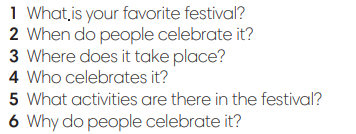 1 What is your favorite festival?
2 When do people celebrate it?
3 Where does it take place?
4 Who celebrates it?
5 What activities are there in the festival?
6 Why do people celebrate it?